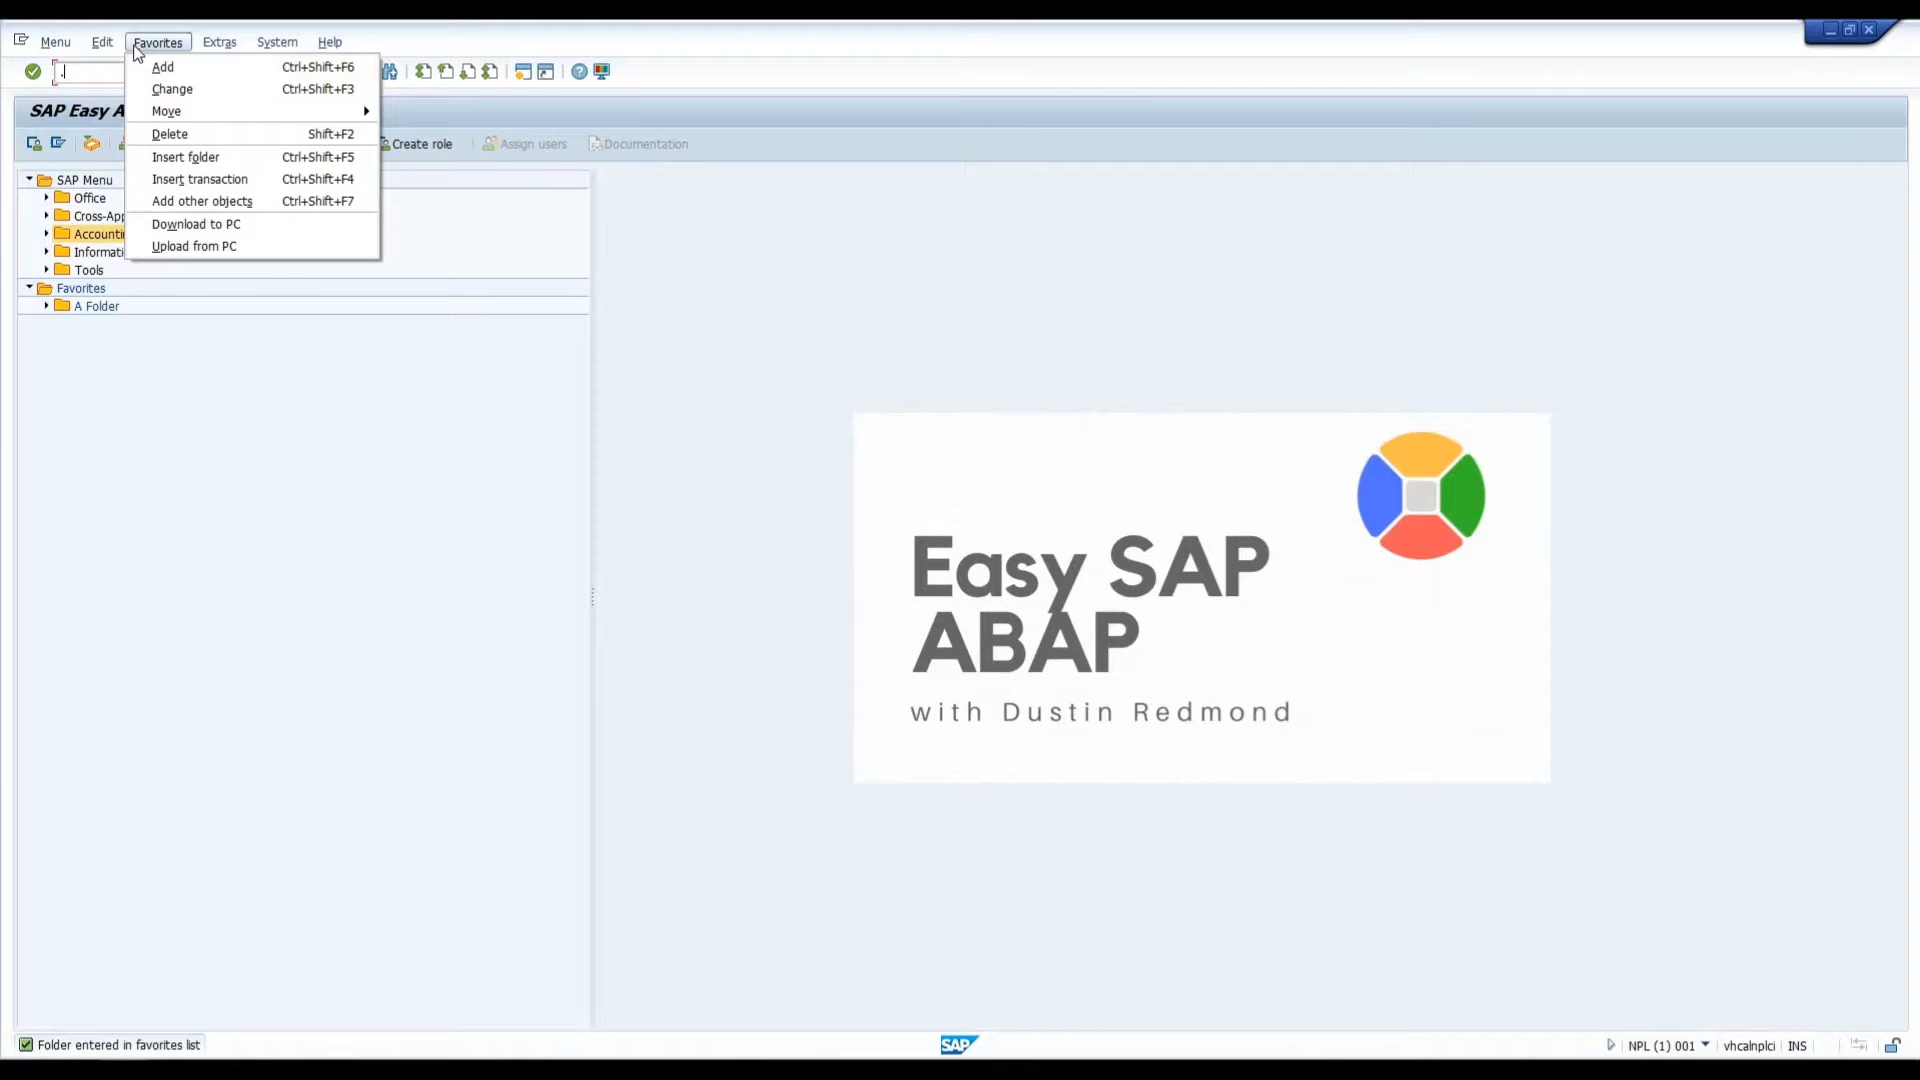 Menu Edit Favorites Extras System Help
Add Ctrl+Shift+F6
Change Ctrl+Shift+F3
Move
SAP Easy A
Delete Shift+F2
Create role Assign users Documentation
Insert folder Ctrl+Shift+F5
Insert transaction Ctrl+Shift+F4
Add other objects Ctrl+Shift+F7
Download to PC
Upload from PC
SAP Menu
Office
Cross-App
Accounti
Informati
Tools
Favorites
A Folder
Easy SAP
ABAP
with Dustin Redmond
Folder entered in favorites list
SAP
NPL (1) 001 vhcalnplci INS